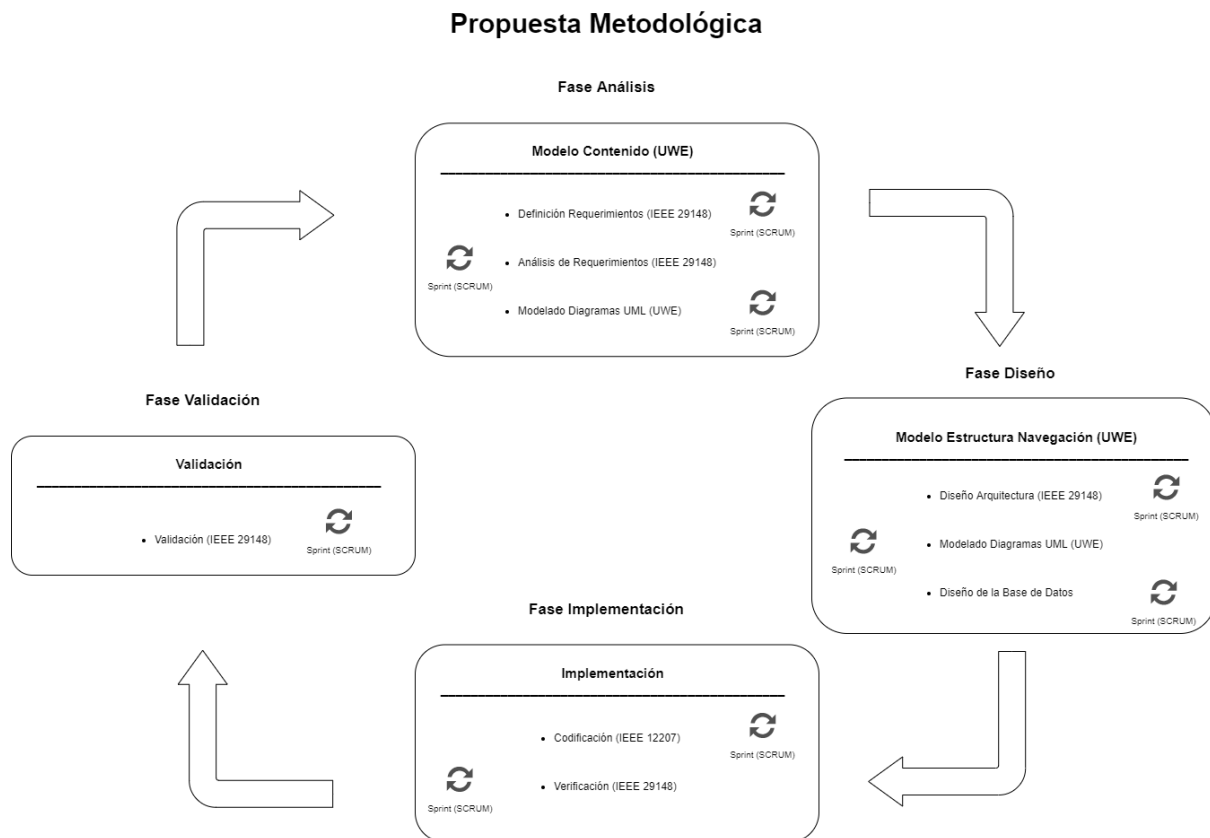 Propuesta Metodológica
Fase Análisis
Modelo Contenido (UWE)
Definición Requerimientos (IEEE 29148)
Sprint (SCRUM)
Análisis de Requerimientos (IEEE 29148)
Sprint (SCRUM)
Modelado Diagramas UML (UWE)
Sprint (SCRUM)
Fase Diseño
Modelo Estructura Navegación (UWE)
Diseño Arquitectura (IEEE 29148)
Sprint (SCRUM)
Modelado Diagramas UML (UWE)
Sprint (SCRUM)
Diseño de la Base de Datos
Sprint (SCRUM)
Fase Implementación
Implementación
Codificación (IEEE 12207)
Sprint (SCRUM)
Verificación (IEEE 29148)
Sprint (SCRUM)
Fase Validación
Validación
Validación (IEEE 29148)
Sprint (SCRUM)